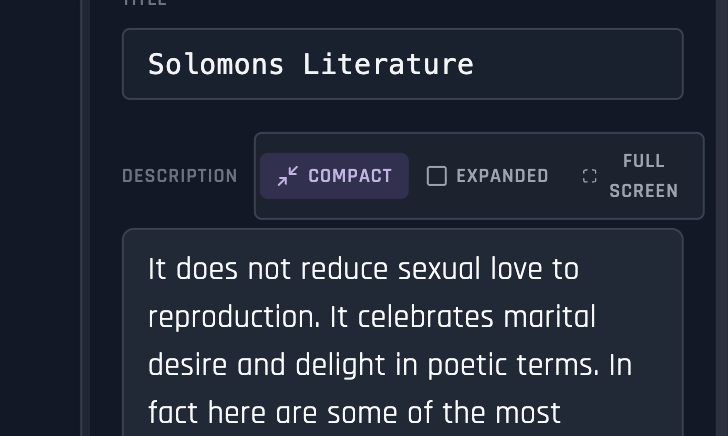 TITLE
Solomons Literature
DESCRIPTION
COMPACT
EXPANDED
FULL
SCREEN
It does not reduce sexual love to
reproduction. It celebrates marital
desire and delight in poetic terms. In
fact here are some of the most